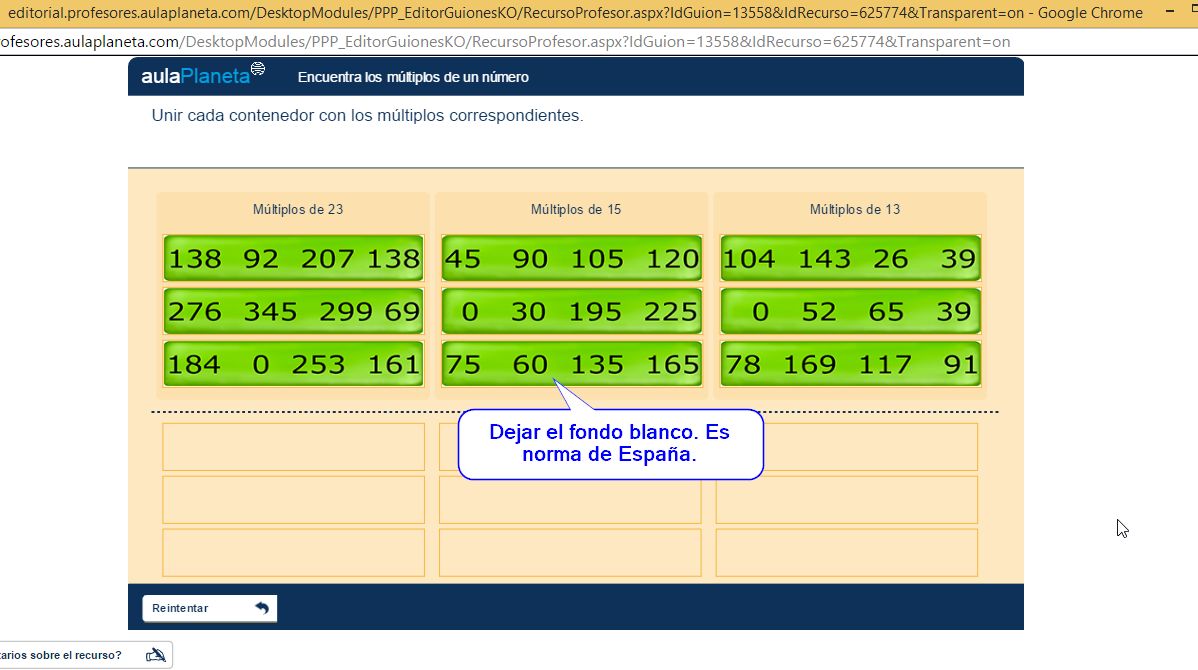 editorial.profesores.aulaplaneta.com/DesktopModules/PPP_EditorGuionesKO/RecursoProfesor.aspx?IdGuion=13558&IdRecurso=625774&Transparent=on - Google Chrome
ofesores.aulaplaneta.com/DesktopModules/PPP_EditorGuionesKO/RecursoProfesor.aspx?IdGuion=13558&IdRecurso=625774&Transparent=on
aulaPlaneta Encuentra los múltiplos de un número
Unir cada contenedor con los múltiplos correspondientes.
Múltiplos de 23 Múltiplos de 15 Múltiplos de 13
138 92 207 138 45 90 105 120 104 143 26 39
276 345 299 69 0 30 195 225 0 52 65 39
184 0 253 161 75 60 135 165 78 169 117 91
Dejar el fondo blanco. Es
norma de España.
Reintentar
tarios sobre el recurso?